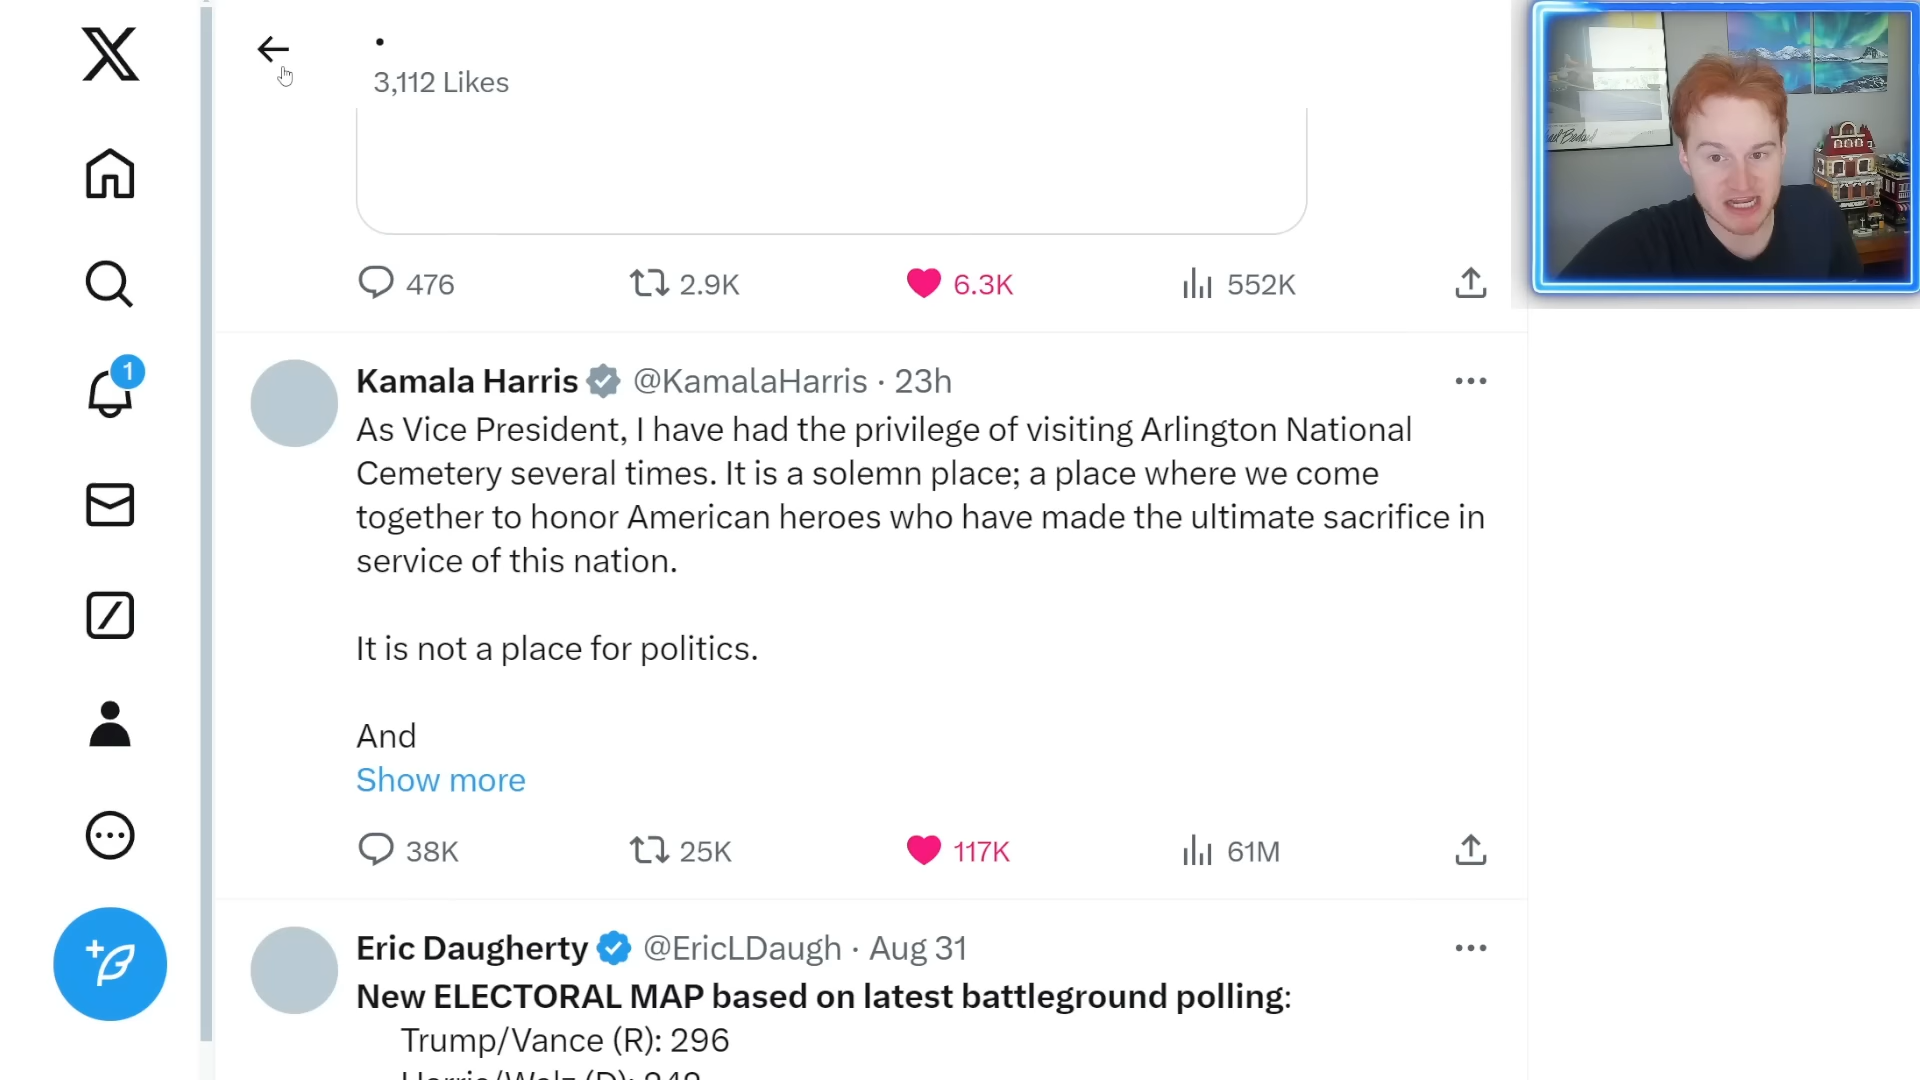 .
3,112 Likes
476 2.9K 6.3K 552K
1
Kamala Harris @KamalaHarris · 23h
As Vice President, I have had the privilege of visiting Arlington National
Cemetery several times. It is a solemn place; a place where we come
together to honor American heroes who have made the ultimate sacrifice in
service of this nation.
It is not a place for politics.
And
Show more
38K 25K 117K 61M
Eric Daugherty @EricLDaugh · Aug 31
New ELECTORAL MAP based on latest battleground polling:
Trump/Vance (R): 296
Harris/Walz (D): 242